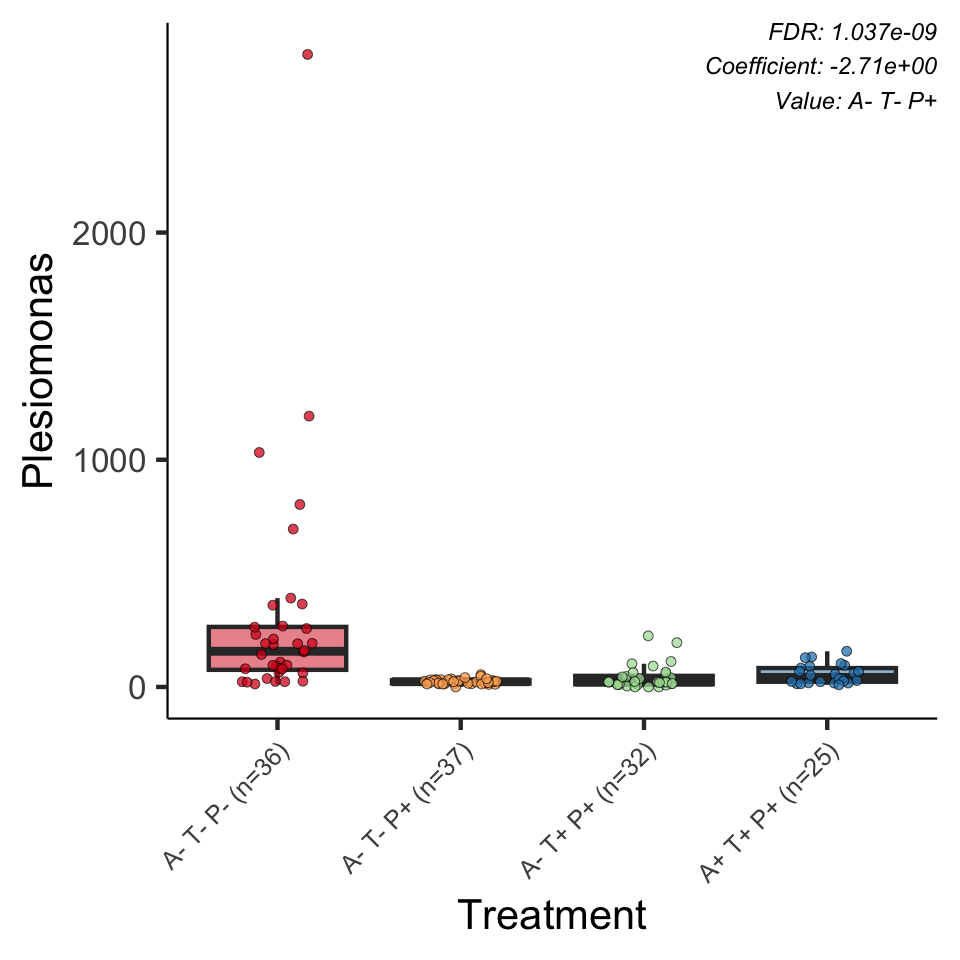 FDR: 1.037e-09
Coefficient: -2.71e+00
Value: A- T- P+
Plesiomonas
2000
1000
0
A- T- P- (n=36)
A- T- P+ (n=37)
A- T+ P+ (n=32)
A+ T+ P+ (n=25)
Treatment